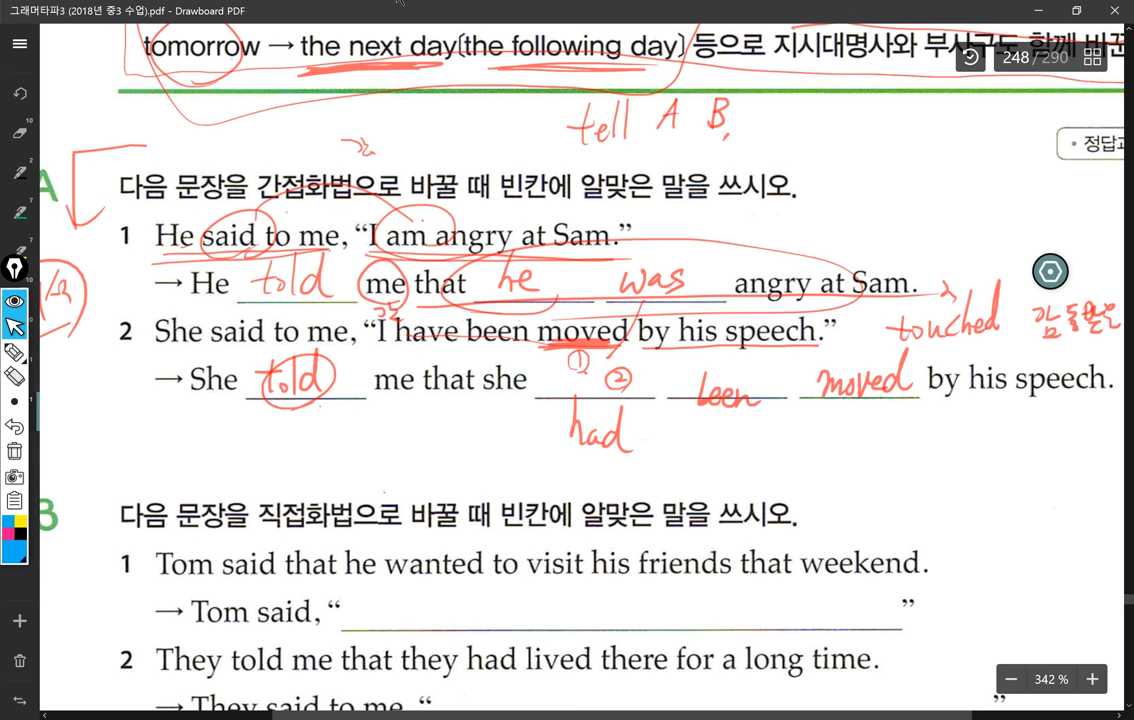 그래머타파3 (2018년 중3 수업).pdf - Drawboard PDF
tomorrow → the next day(the following day) 등으로 지시대명사와 부사구도 함께 바꾼
248 / 290
tell A B
정답
A 다음 문장을 간접화법으로 바꿀 때 빈칸에 알맞은 말을 쓰시오.
1 He said to me, “I am angry at Sam.”
→ He told me that he was angry at Sam.
2 She said to me, “I have been moved by his speech.”
touched 감동받은
① ②
→ She told me that she had been moved by his speech.
B 다음 문장을 직접화법으로 바꿀 때 빈칸에 알맞은 말을 쓰시오.
1 Tom said that he wanted to visit his friends that weekend.
→ Tom said, “ ”
2 They told me that they had lived there for a long time.
→ They said to me, “ ”
342 %